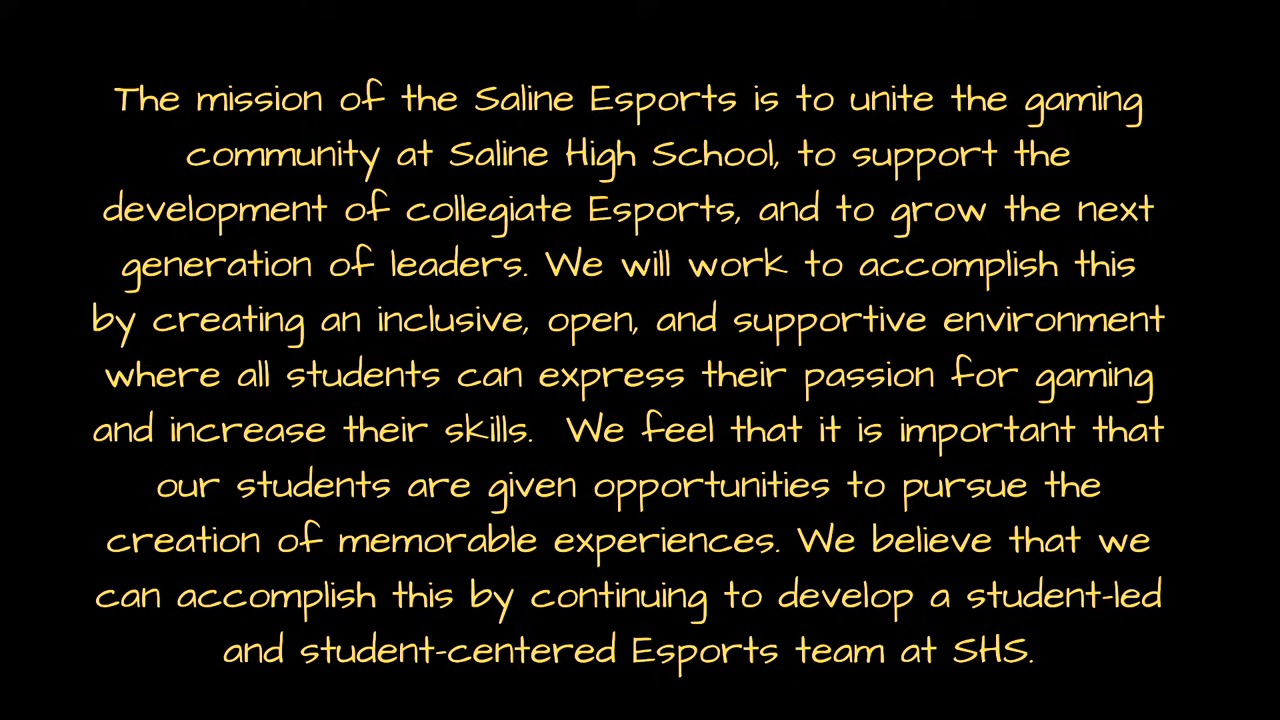 The mission of the Saline Esports is to unite the gaming
community at Saline High School, to support the
development of collegiate Esports, and to grow the next
generation of leaders. We will work to accomplish this
by creating an inclusive, open, and supportive environment
where all students can express their passion for gaming
and increase their skills.  We feel that it is important that
our students are given opportunities to pursue the
creation of memorable experiences. We believe that we
can accomplish this by continuing to develop a student-led
and student-centered Esports team at SHS.